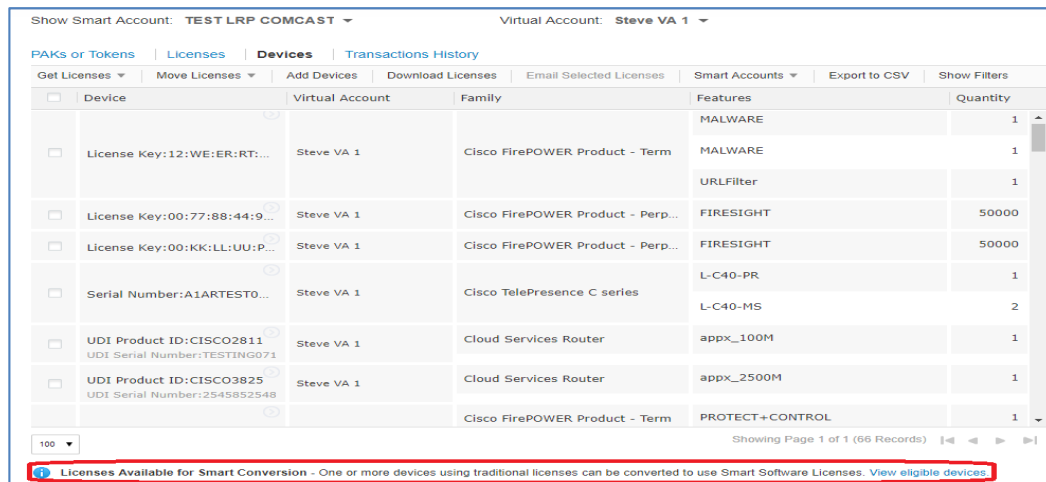 Show Smart Account: TEST LRP COMCAST Virtual Account: Steve VA 1
PAKs or Tokens | Licenses | Devices | Transactions History
Get Licenses | Move Licenses | Add Devices | Download Licenses | Email Selected Licenses | Smart Accounts | Export to CSV | Show Filters
Device Virtual Account Family Features Quantity
MALWARE 1
License Key:12:WE:ER:RT:... Steve VA 1 Cisco FirePOWER Product - Term MALWARE 1
URLFilter 1
License Key:00:77:88:44:9... Steve VA 1 Cisco FirePOWER Product - Perp... FIRESIGHT 50000
License Key:00:KK:LL:UU:P... Steve VA 1 Cisco FirePOWER Product - Perp... FIRESIGHT 50000
L-C40-PR 1
Serial Number:A1ARTEST0... Steve VA 1 Cisco TelePresence C series
L-C40-MS 2
UDI Product ID:CISCO2811 Steve VA 1 Cloud Services Router appx_100M 1
UDI Serial Number:TESTING071
UDI Product ID:CISCO3825 Steve VA 1 Cloud Services Router appx_2500M 1
UDI Serial Number:2545852548
Cisco FirePOWER Product - Term PROTECT+CONTROL 1
100 Showing Page 1 of 1 (66 Records)
Licenses Available for Smart Conversion - One or more devices using traditional licenses can be converted to use Smart Software Licenses. View eligible devices.